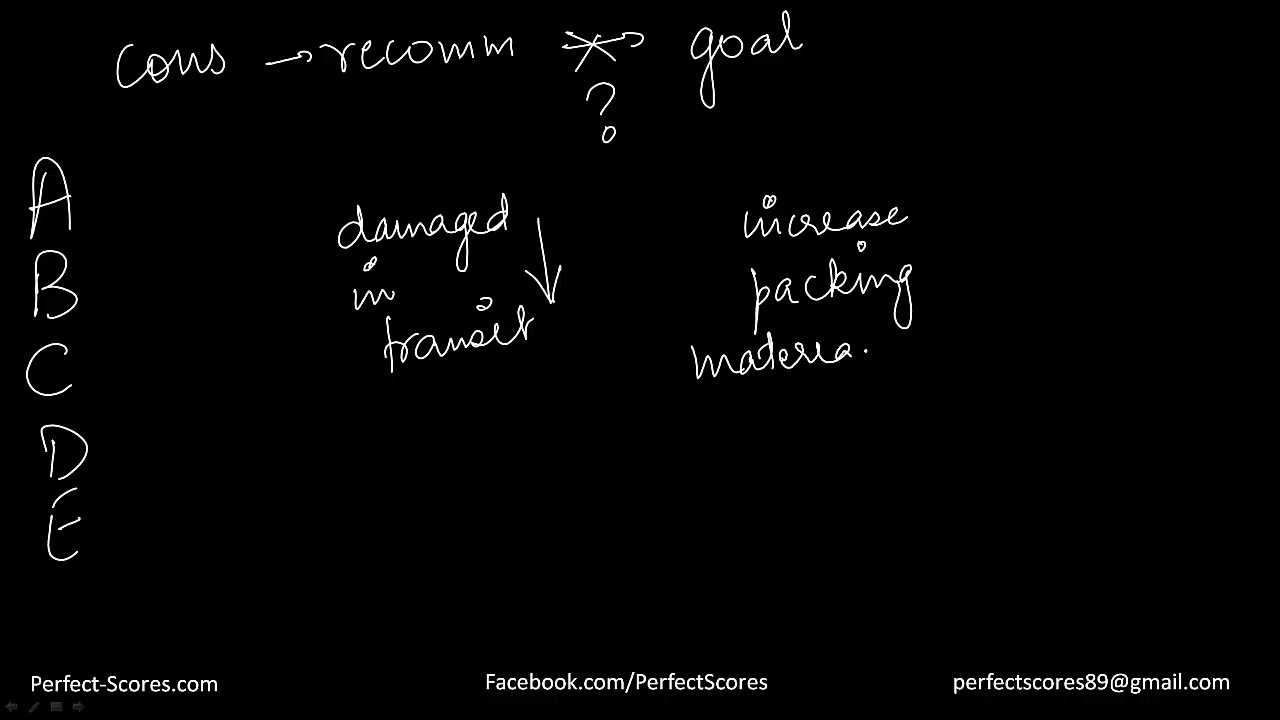 cons → recomm → goal
?
A
damaged ↓ increase
B
in packing
transit materia.
C
D
E
Perfect-Scores.com Facebook.com/PerfectScores perfectscores89@gmail.com